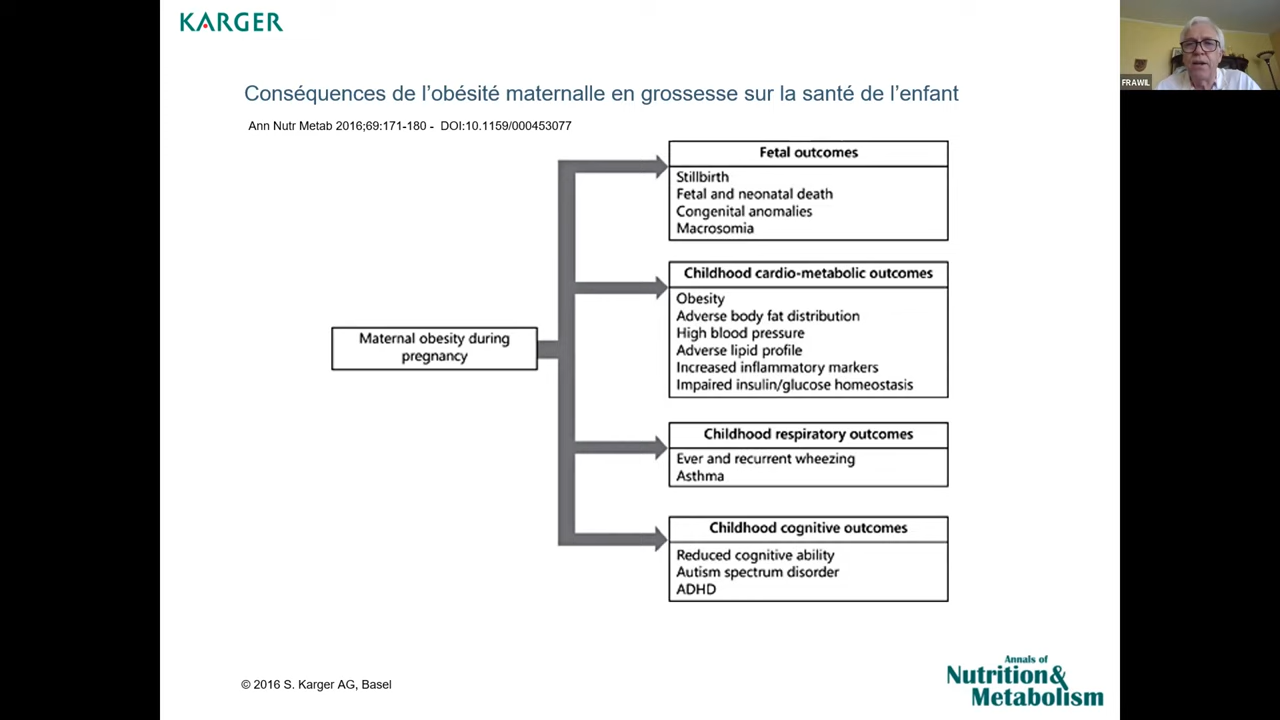 KARGER
FRAWIL
Conséquences de l’obésité maternalle en grossesse sur la santé de l’enfant
Ann Nutr Metab 2016;69:171-180 - DOI:10.1159/000453077
Maternal obesity during
pregnancy
Fetal outcomes
Stillbirth
Fetal and neonatal death
Congenital anomalies
Macrosomia
Childhood cardio-metabolic outcomes
Obesity
Adverse body fat distribution
High blood pressure
Adverse lipid profile
Increased inflammatory markers
Impaired insulin/glucose homeostasis
Childhood respiratory outcomes
Ever and recurrent wheezing
Asthma
Childhood cognitive outcomes
Reduced cognitive ability
Autism spectrum disorder
ADHD
© 2016 S. Karger AG, Basel
Annals of
Nutrition&
Metabolism